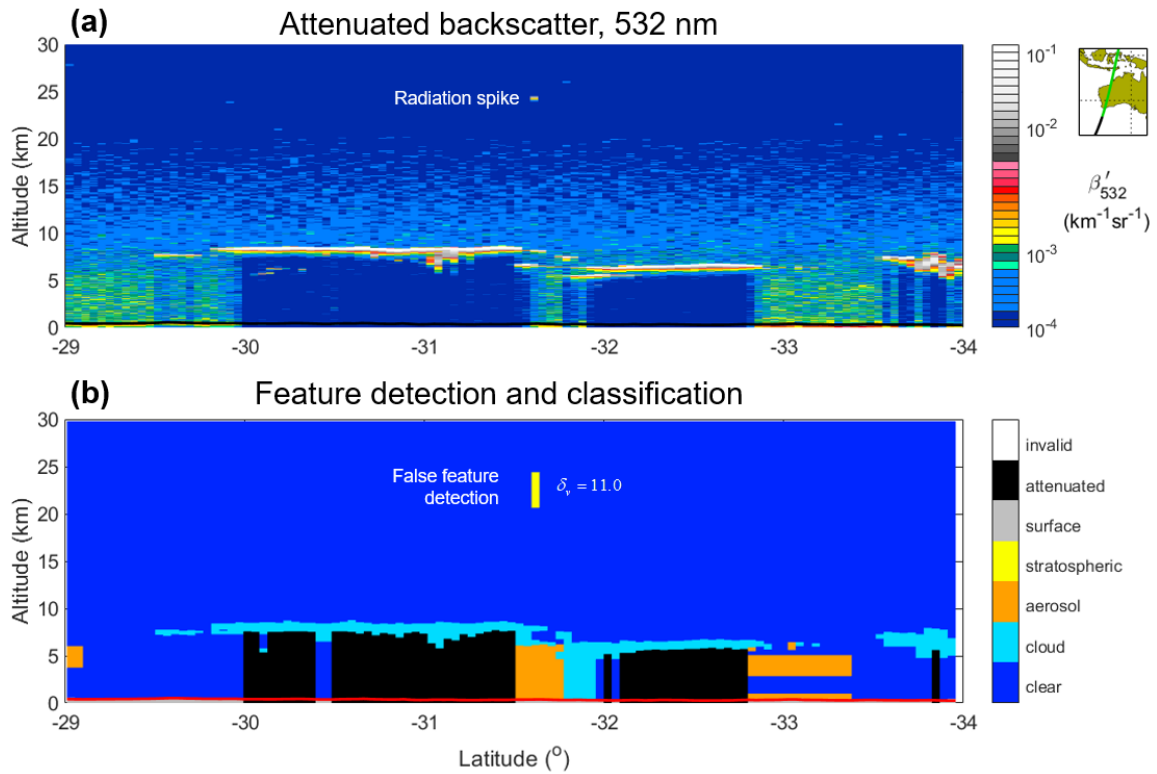 (a)
Attenuated backscatter, 532 nm
30
25
20
15
10
5
0
Altitude (km)
Radiation spike
-29
-30
-31
-32
-33
-34
10⁻¹
10⁻²
10⁻³
10⁻⁴
β′₅₃₂
(km⁻¹sr⁻¹)
(b)
Feature detection and classification
30
25
20
15
10
5
0
Altitude (km)
False feature
detection
δᵥ = 11.0
-29
-30
-31
-32
-33
-34
Latitude (°)
invalid
attenuated
surface
stratospheric
aerosol
cloud
clear